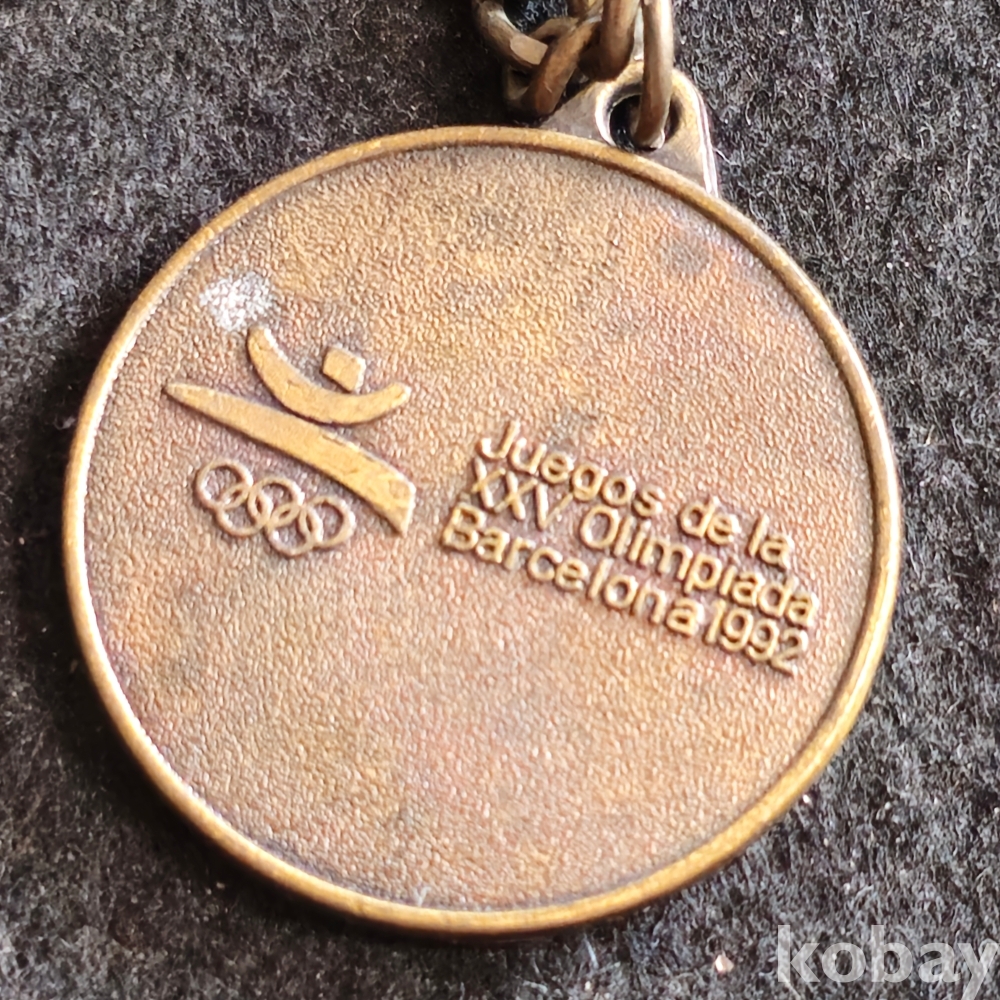 Juegos de la
XXV Olimpiada
Barcelona 1992
kobay